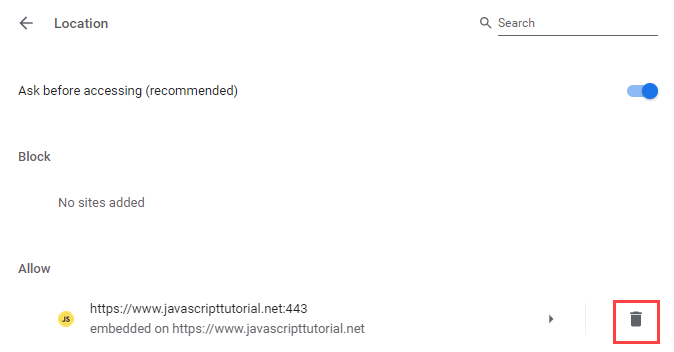 Location
Search
Ask before accessing (recommended)
Block
No sites added
Allow
https://www.javascripttutorial.net:443
JS
embedded on https://www.javascripttutorial.net